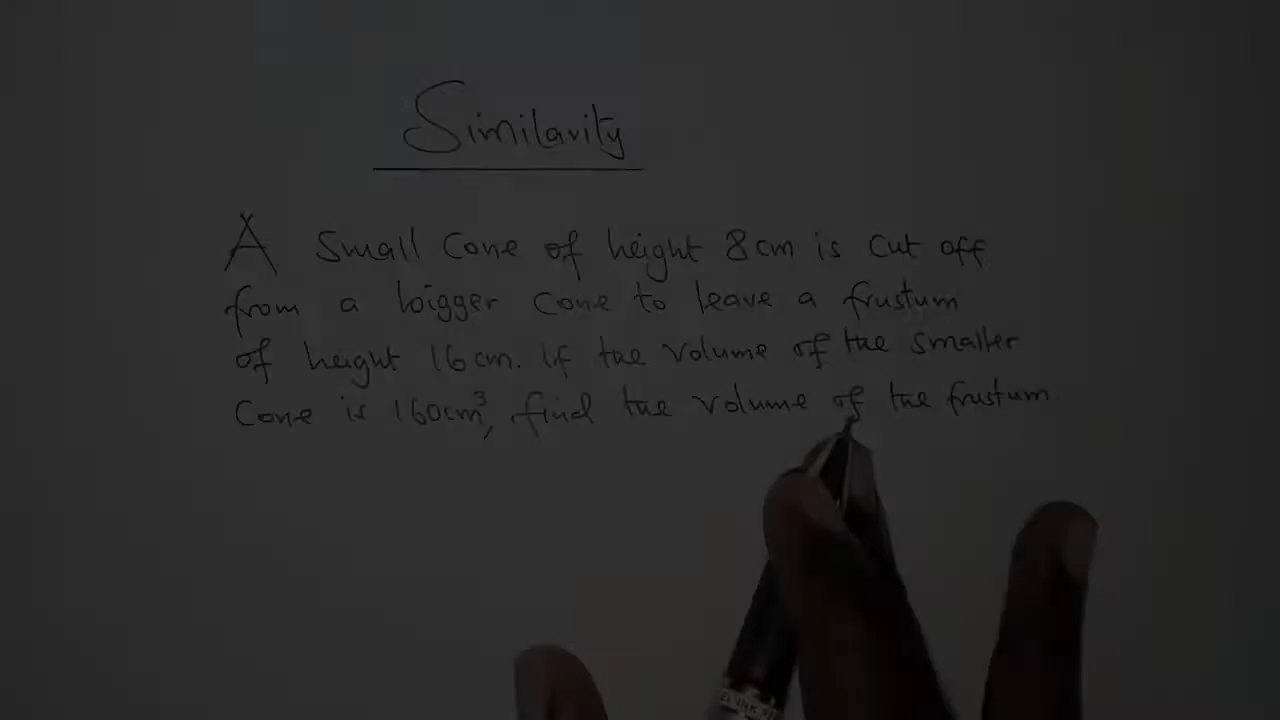 Similarity
A small cone of height 8cm is cut off
from a bigger cone to leave a frustum
of height 16cm. If the volume of the smaller
cone is 160cm³, find the volume of the frustum.